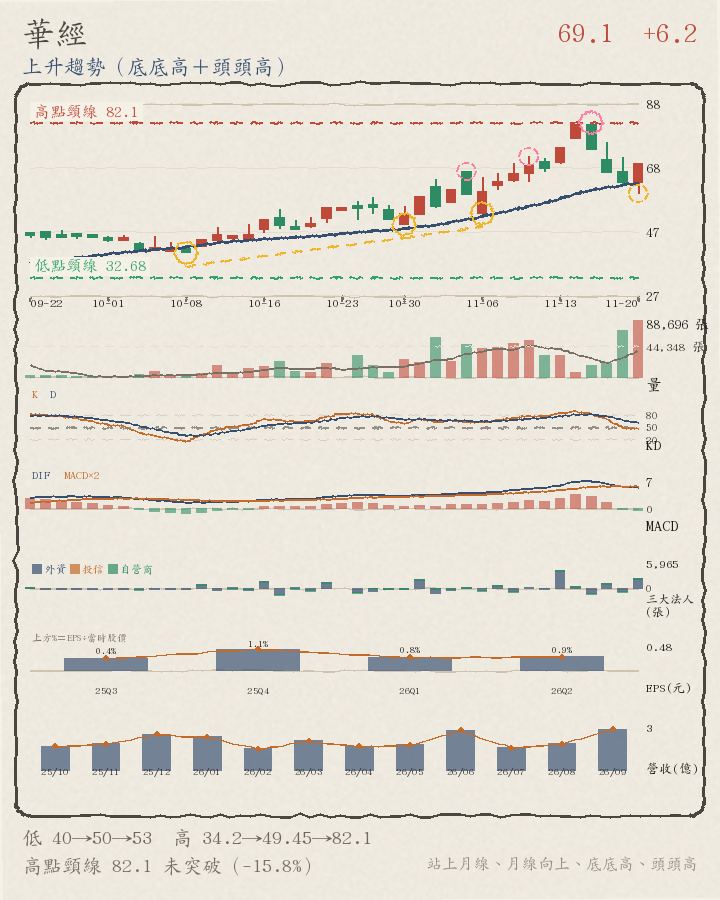 華經 69.1 +6.2
上升趨勢（底底高＋頭頭高）
高點頸線 82.1
88
68
47
低點頸線 32.68
27
09-22 10-01 10-08 10-16 10-23 10-30 11-06 11-13 11-20
88,696 張
44,348 張
量
K D
80
50
20
KD
DIF MACD×2
7
0
MACD
外資 投信 自營商
5,965
0
三大法人
(張)
上方%＝EPS÷當時股價
0.4% 1.1% 0.8% 0.9%
0.48
25Q3 25Q4 26Q1 26Q2
EPS(元)
3
25/10 25/11 25/12 26/01 26/02 26/03 26/04 26/05 26/06 26/07 26/08 26/09
營收(億)
低 40→50→53 高 34.2→49.45→82.1
高點頸線 82.1 未突破 (-15.8%)
站上月線、月線向上、底底高、頭頭高